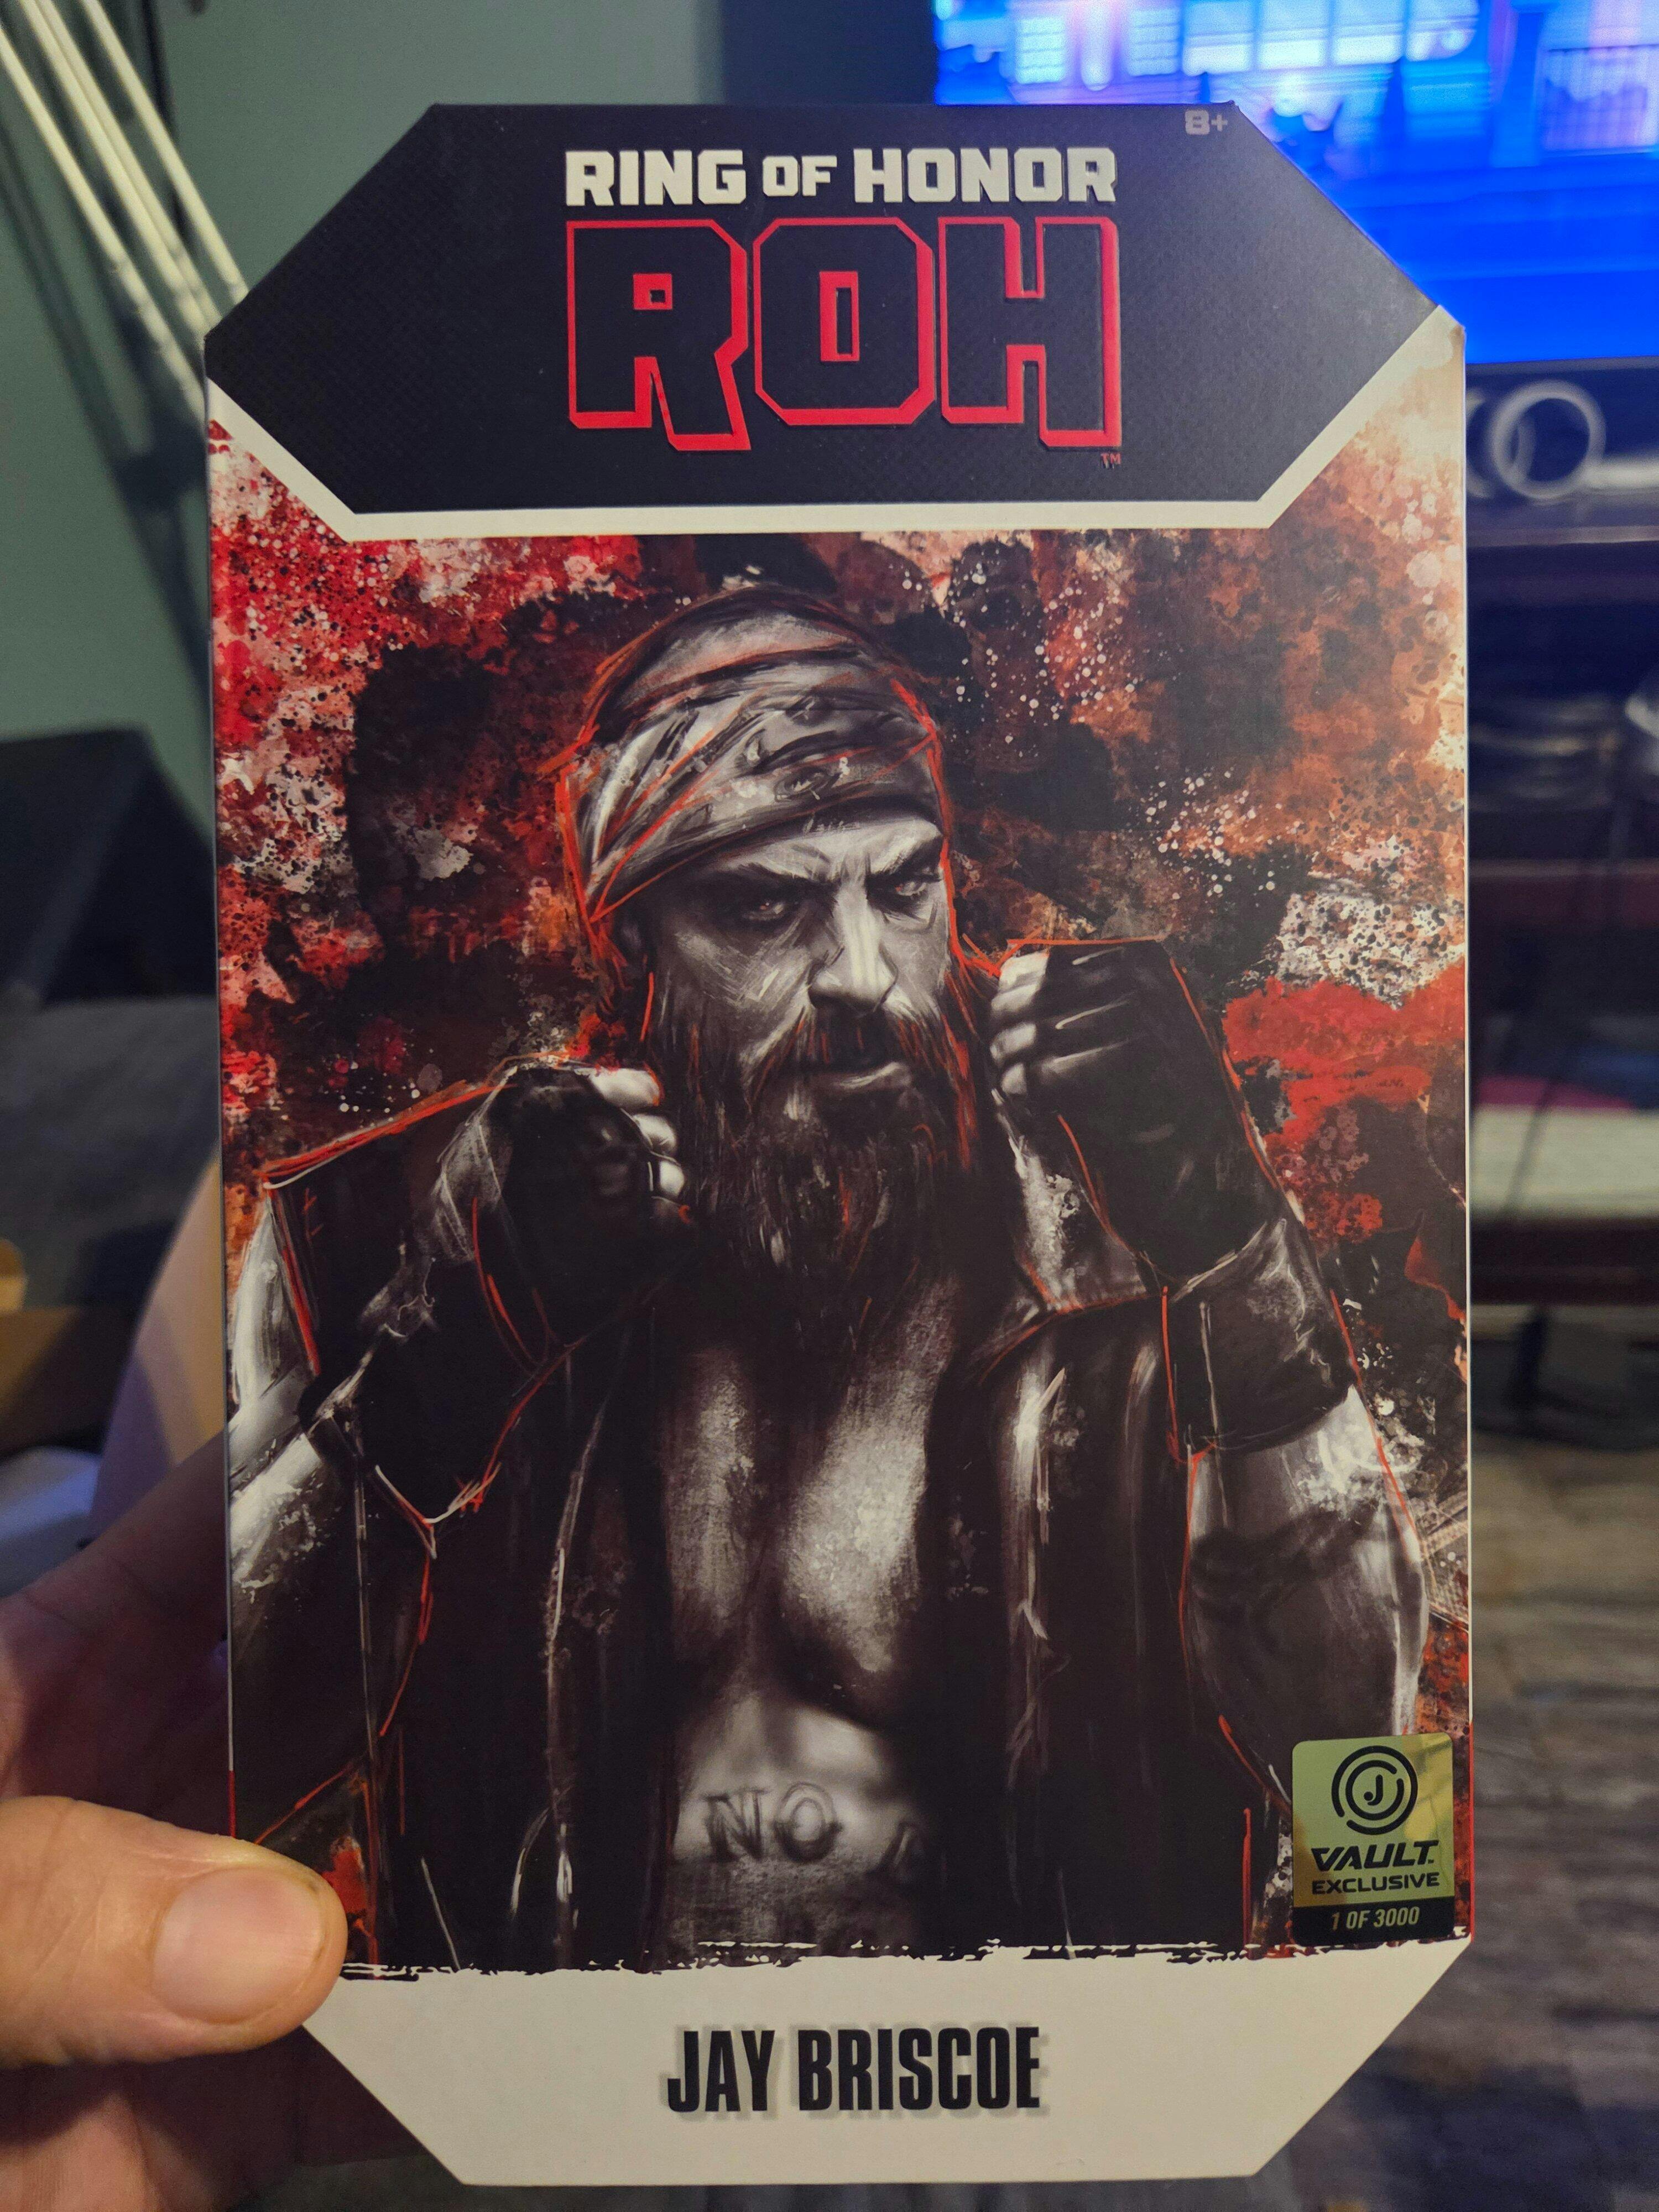 8+
RING OF HONOR
ROH
TM
NO
J
VAULT
EXCLUSIVE
1 OF 3000
JAY BRISCOE